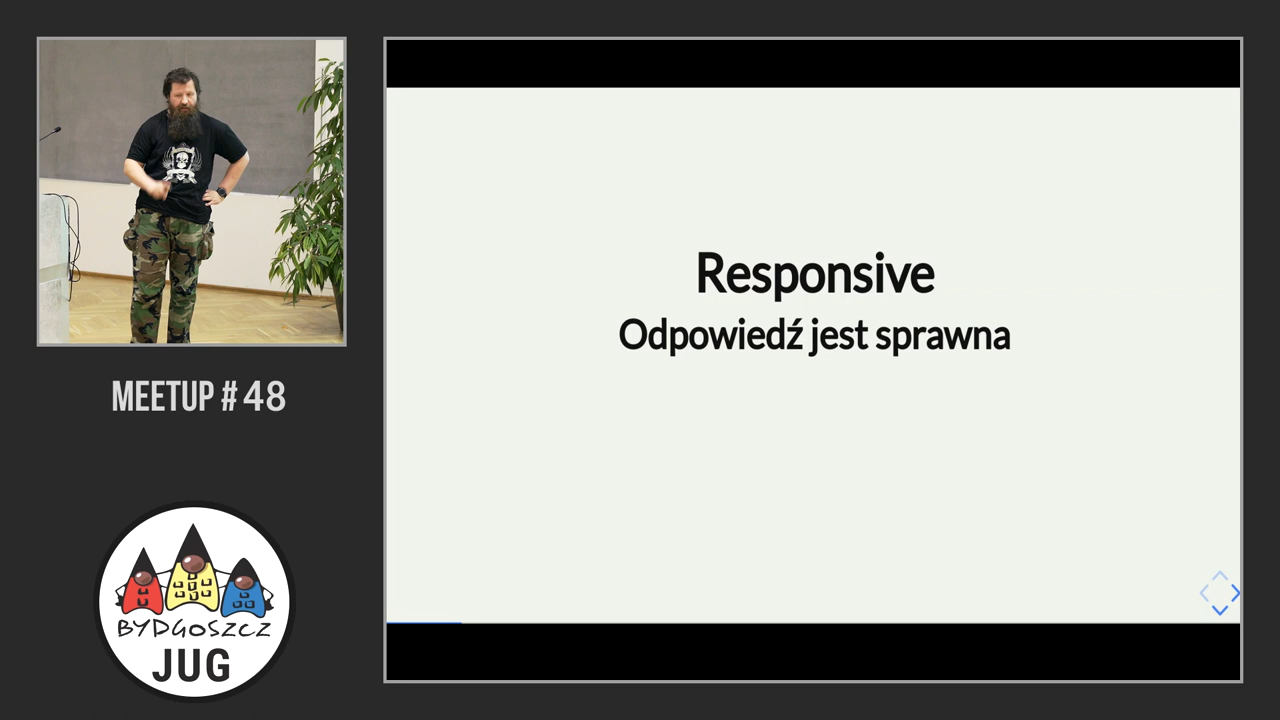 MEETUP # 48
BYDGOSZCZ
JUG
Responsive
Odpowiedź jest sprawna